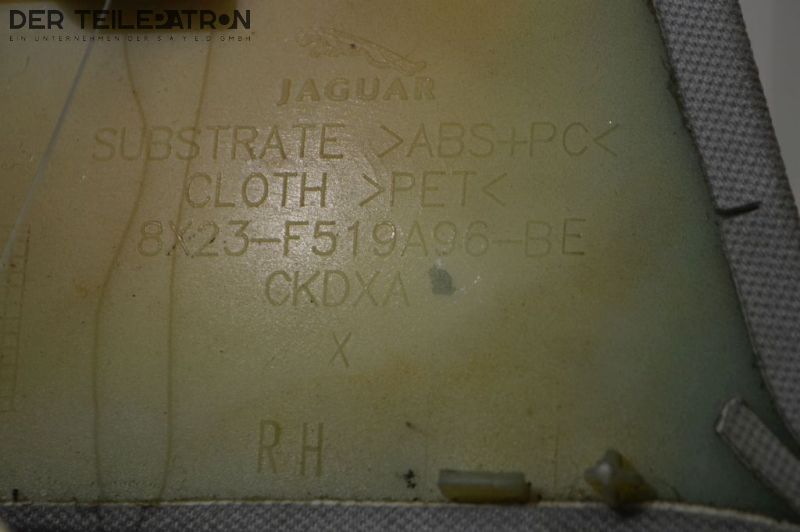 DER TEILEPATRON
EIN UNTERNEHMEN DER S A Y E D GMBH
JAGUAR
SUBSTRATE >ABS+PC<
CLOTH >PET<
8X23-F519A96-BE
CKDXA
X
RH